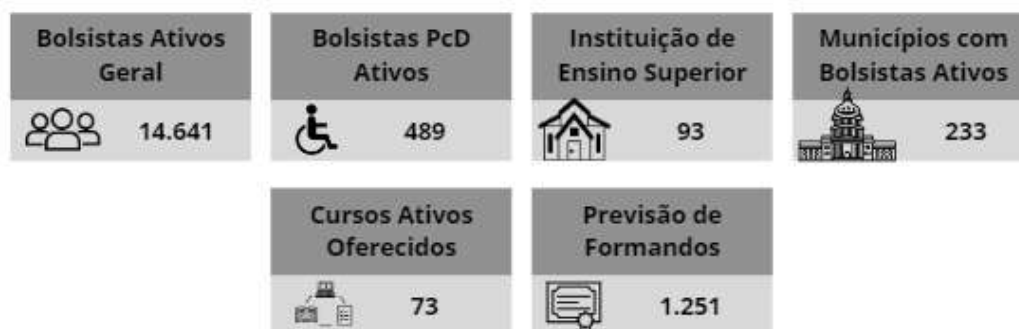 Bolsistas Ativos
Geral
14.641
Bolsistas PcD
Ativos
489
Instituição de
Ensino Superior
93
Municípios com
Bolsistas Ativos
233
Cursos Ativos
Oferecidos
73
Previsão de
Formandos
1.251